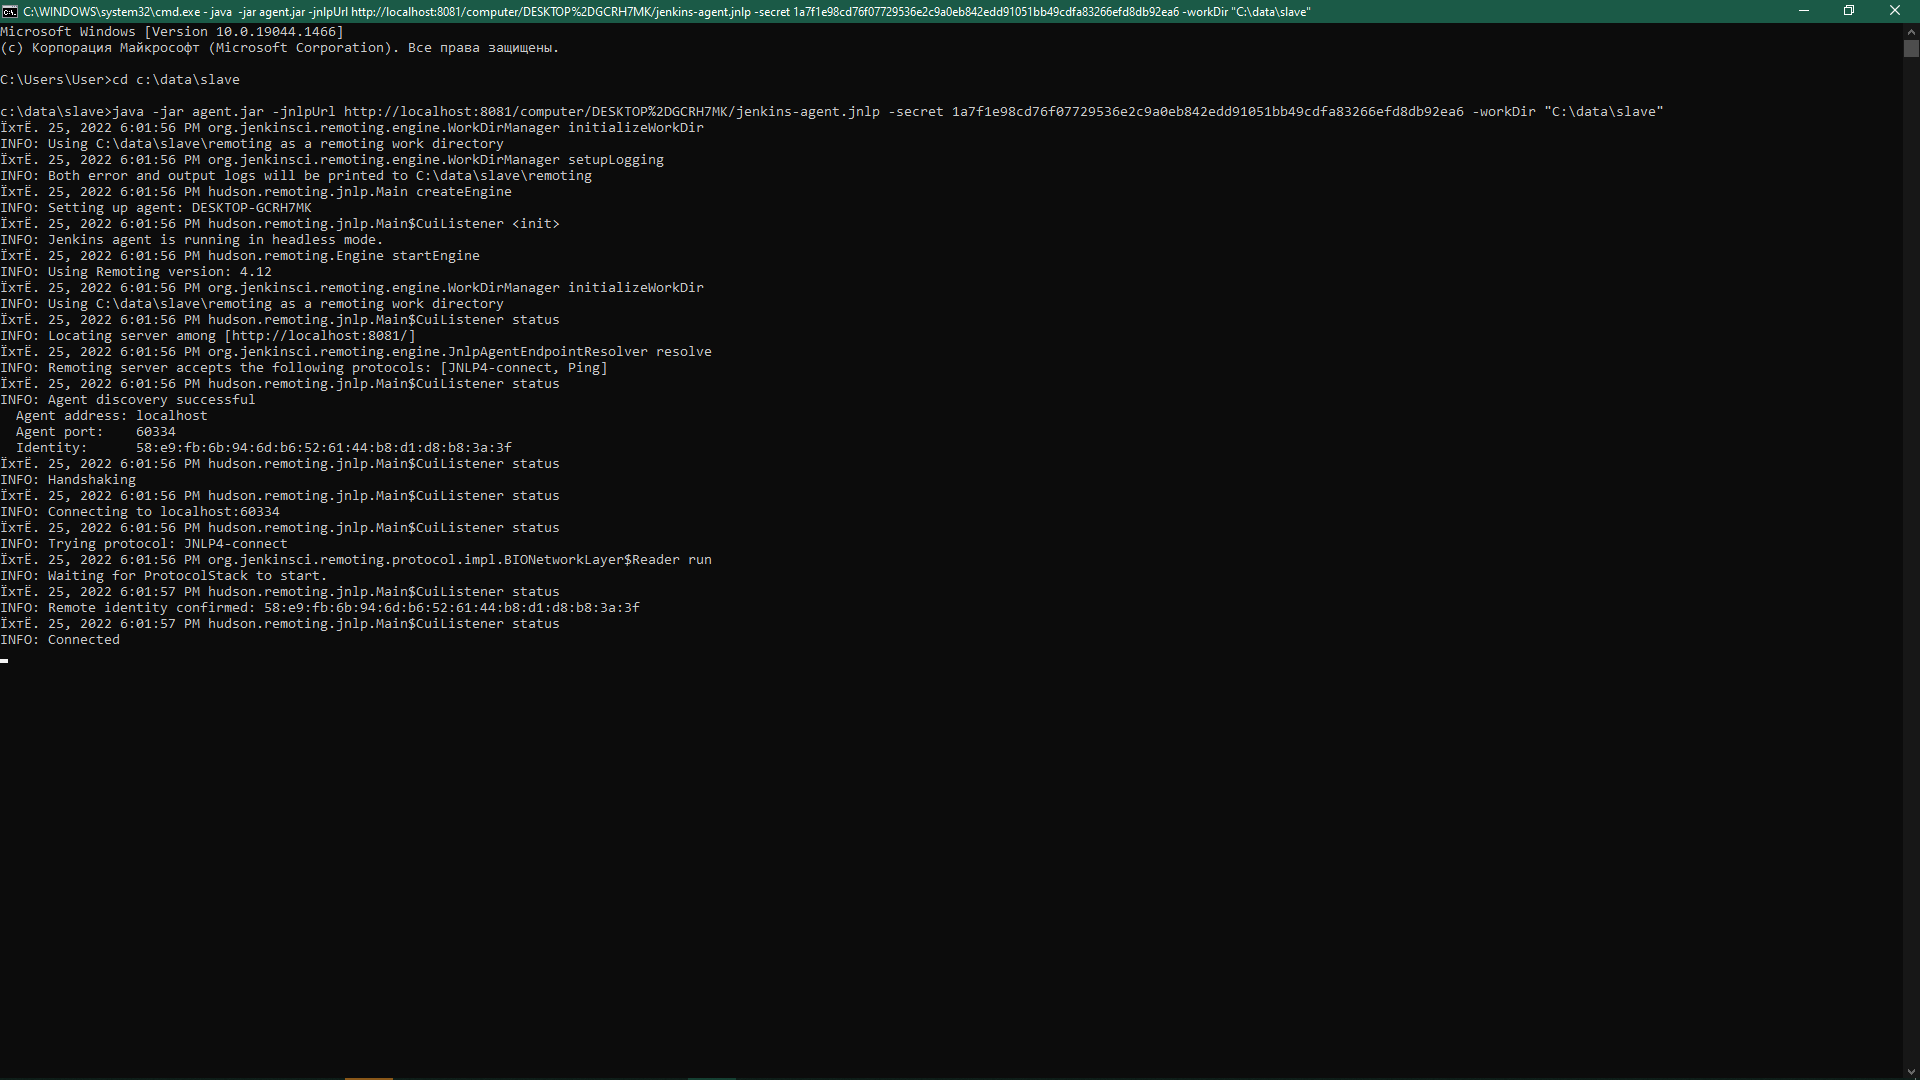 C:\WINDOWS\system32\cmd.exe - java  -jar agent.jar -jnlpUrl http://localhost:8081/computer/DESKTOP%2DGCRH7MK/jenkins-agent.jnlp -secret 1a7f1e98cd76f07729536e2c9a0eb842edd91051bb49cdfa83266efd8db92ea6 -workDir "C:\data\slave"
Microsoft Windows [Version 10.0.19044.1466]
(c) Корпорация Майкрософт (Microsoft Corporation). Все права защищены.
C:\Users\User>cd c:\data\slave
c:\data\slave>java -jar agent.jar -jnlpUrl http://localhost:8081/computer/DESKTOP%2DGCRH7MK/jenkins-agent.jnlp -secret 1a7f1e98cd76f07729536e2c9a0eb842edd91051bb49cdfa83266efd8db92ea6 -workDir "C:\data\slave"
ЇхтЁ. 25, 2022 6:01:56 PM org.jenkinsci.remoting.engine.WorkDirManager initializeWorkDir
INFO: Using C:\data\slave\remoting as a remoting work directory
ЇхтЁ. 25, 2022 6:01:56 PM org.jenkinsci.remoting.engine.WorkDirManager setupLogging
INFO: Both error and output logs will be printed to C:\data\slave\remoting
ЇхтЁ. 25, 2022 6:01:56 PM hudson.remoting.jnlp.Main createEngine
INFO: Setting up agent: DESKTOP-GCRH7MK
ЇхтЁ. 25, 2022 6:01:56 PM hudson.remoting.jnlp.Main$CuiListener <init>
INFO: Jenkins agent is running in headless mode.
ЇхтЁ. 25, 2022 6:01:56 PM hudson.remoting.Engine startEngine
INFO: Using Remoting version: 4.12
ЇхтЁ. 25, 2022 6:01:56 PM org.jenkinsci.remoting.engine.WorkDirManager initializeWorkDir
INFO: Using C:\data\slave\remoting as a remoting work directory
ЇхтЁ. 25, 2022 6:01:56 PM hudson.remoting.jnlp.Main$CuiListener status
INFO: Locating server among [http://localhost:8081/]
ЇхтЁ. 25, 2022 6:01:56 PM org.jenkinsci.remoting.engine.JnlpAgentEndpointResolver resolve
INFO: Remoting server accepts the following protocols: [JNLP4-connect, Ping]
ЇхтЁ. 25, 2022 6:01:56 PM hudson.remoting.jnlp.Main$CuiListener status
INFO: Agent discovery successful
  Agent address: localhost
  Agent port:    60334
  Identity:      58:e9:fb:6b:94:6d:b6:52:61:44:b8:d1:d8:b8:3a:3f
ЇхтЁ. 25, 2022 6:01:56 PM hudson.remoting.jnlp.Main$CuiListener status
INFO: Handshaking
ЇхтЁ. 25, 2022 6:01:56 PM hudson.remoting.jnlp.Main$CuiListener status
INFO: Connecting to localhost:60334
ЇхтЁ. 25, 2022 6:01:56 PM hudson.remoting.jnlp.Main$CuiListener status
INFO: Trying protocol: JNLP4-connect
ЇхтЁ. 25, 2022 6:01:56 PM org.jenkinsci.remoting.protocol.impl.BIONetworkLayer$Reader run
INFO: Waiting for ProtocolStack to start.
ЇхтЁ. 25, 2022 6:01:57 PM hudson.remoting.jnlp.Main$CuiListener status
INFO: Remote identity confirmed: 58:e9:fb:6b:94:6d:b6:52:61:44:b8:d1:d8:b8:3a:3f
ЇхтЁ. 25, 2022 6:01:57 PM hudson.remoting.jnlp.Main$CuiListener status
INFO: Connected